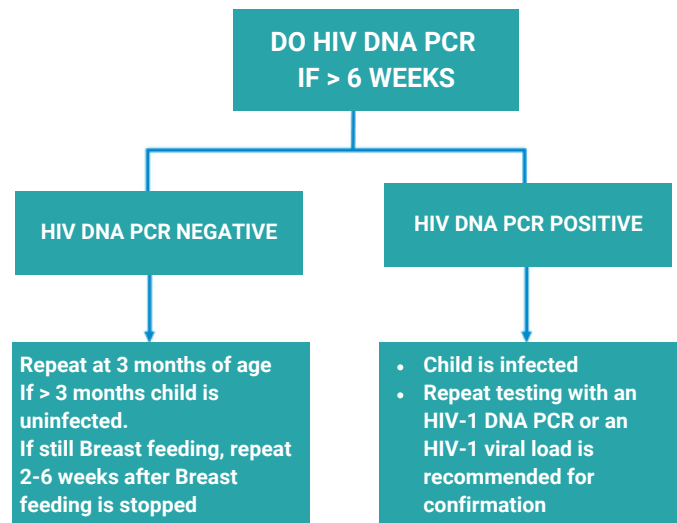 DO HIV DNA PCR
IF > 6 WEEKS
HIV DNA PCR NEGATIVE
HIV DNA PCR POSITIVE
Repeat at 3 months of age
If > 3 months child is
uninfected.
If still Breast feeding, repeat
2-6 weeks after Breast
feeding is stopped
• Child is infected
• Repeat testing with an
HIV-1 DNA PCR or an
HIV-1 viral load is
recommended for
confirmation